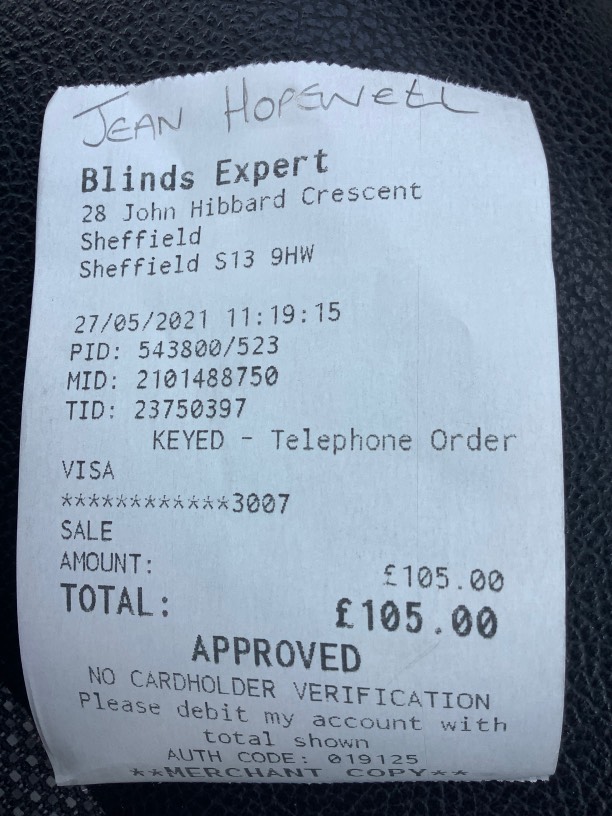 JEAN HOPEWELL
Blinds Expert
28 John Hibbard Crescent
Sheffield
Sheffield S13 9HW
27/05/2021 11:19:15
PID: 543800/523
MID: 2101488750
TID: 23750397
KEYED - Telephone Order
VISA
************3007
SALE
AMOUNT: £105.00
TOTAL: £105.00
APPROVED
NO CARDHOLDER VERIFICATION
Please debit my account with
total shown
AUTH CODE: 019125
**MERCHANT COPY**